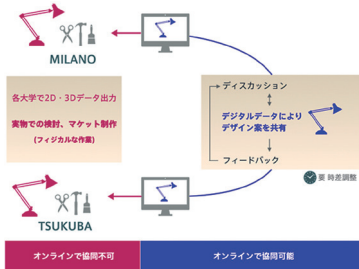 MILANO
各大学で2D・3Dデータ出力
実物での検討、マケット制作
(フィジカルな作業)
ディスカッション
デジタルデータにより
デザイン案を共有
フィードバック
要 時差調整
TSUKUBA
オンラインで協同不可
オンラインで協同可能